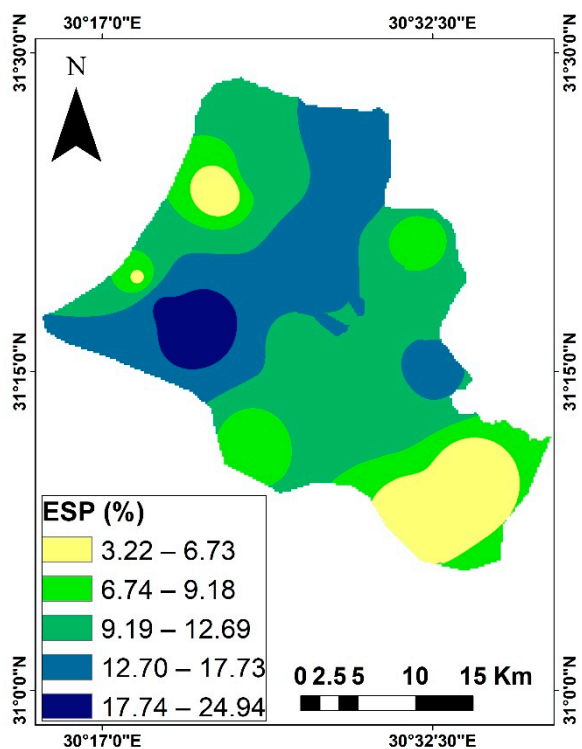 30°17'0"E 30°32'30"E
31°30'0"N 31°30'0"N
N
31°15'0"N 31°15'0"N
ESP (%)
3.22 – 6.73
6.74 – 9.18
9.19 – 12.69
12.70 – 17.73
17.74 – 24.94
0 2.5 5 10 15 Km
31°0'0"N 31°0'0"N
30°17'0"E 30°32'30"E